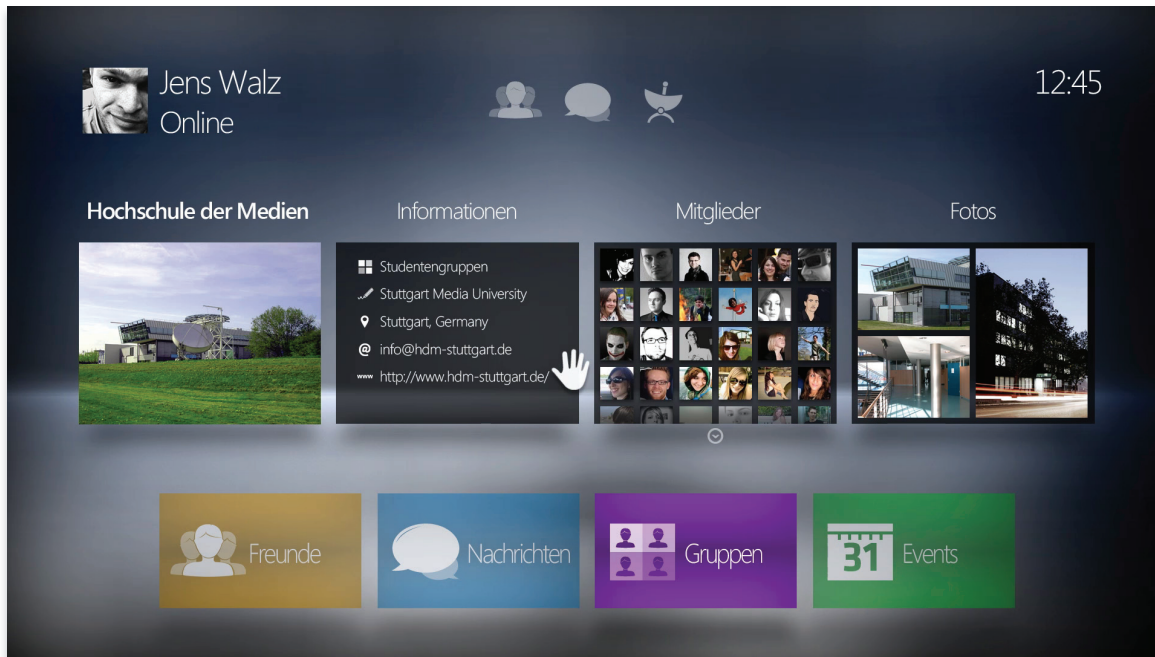 Jens Walz
Online
12:45
Hochschule der Medien
Informationen
Mitglieder
Fotos
Studentengruppen
Stuttgart Media University
Stuttgart, Germany
@ info@hdm-stuttgart.de
www http://www.hdm-stuttgart.de/
Freunde
Nachrichten
Gruppen
31 Events